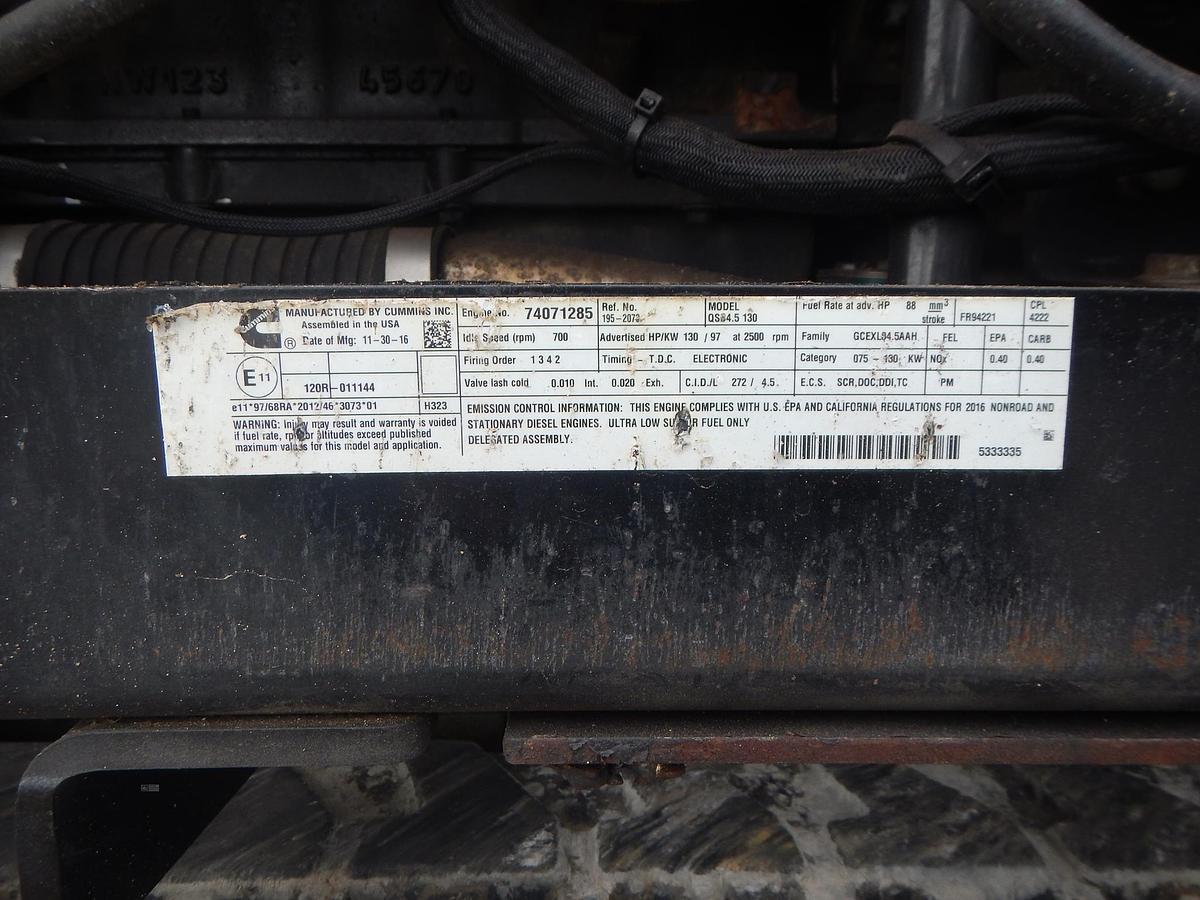 45678
MANUFACTURED BY CUMMINS INC.
Assembled in the USA
Cummins ® Date of Mfg: 11-30-16
E11
120R-011144
e11*97/68RA*2012/46*3073*01 H323
WARNING: Injury may result and warranty is voided
if fuel rate, rpm or altitudes exceed published
maximum values for this model and application.
Engine No. 74071285 Ref. No. MODEL Fuel Rate at adv. HP 88 mm³ stroke FR94221 CPL
195-2073 QSB4.5 130 4222
Idle Speed (rpm) 700 Advertised HP/KW 130 / 97 at 2500 rpm Family GCEXL04.5AAH FEL EPA CARB
Firing Order 1 3 4 2 Timing - T.D.C. ELECTRONIC Category 075 - 130 KW NOx 0.40 0.40
Valve lash cold 0.010 Int. 0.020 Exh. C.I.D./L 272 / 4.5 E.C.S. SCR,DOC,DDI,TC PM
EMISSION CONTROL INFORMATION: THIS ENGINE COMPLIES WITH U.S. EPA AND CALIFORNIA REGULATIONS FOR 2016 NONROAD AND
STATIONARY DIESEL ENGINES. ULTRA LOW SULFUR FUEL ONLY
DELEGATED ASSEMBLY.
5333335